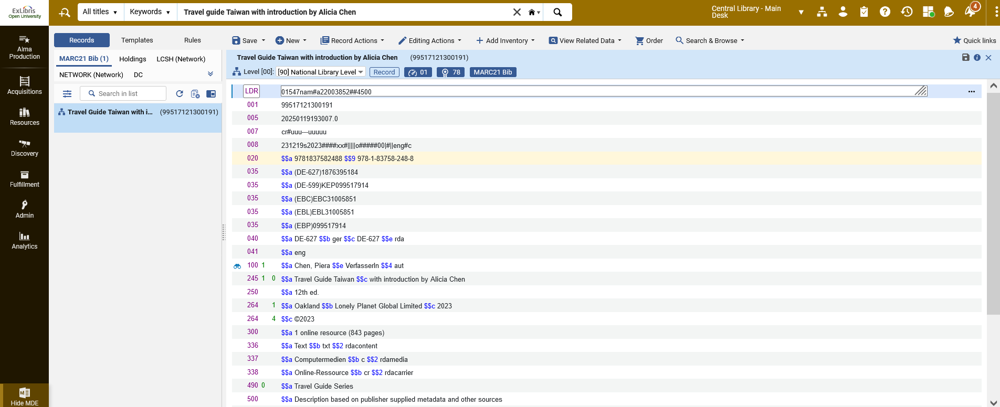 ExLibris
Open University
All titles
Keywords
Travel guide Taiwan with introduction by Alicia Chen
Central Library - Main
Desk
4
Alma
Production
Acquisitions
Resources
Discovery
Fulfillment
Admin
Analytics
Hide MDE
Records
Templates
Rules
MARC21 Bib (1)
Holdings
LCSH (Network)
NETWORK (Network)
DC
Search in list
Travel Guide Taiwan with i... (99517121300191)
Save
New
Record Actions
Editing Actions
Add Inventory
View Related Data
Order
Search & Browse
Quick links
Travel Guide Taiwan with introduction by Alicia Chen (99517121300191)
Level [00]: [90] National Library Level Record 01 78 MARC21 Bib
LDR 01547nam#a22003852##4500
001 99517121300191
005 20250119193007.0
007 cr#uuu---uuuuu
008 231219s2023####xx#|||||o#####00|#||eng#c
020 $$a 9781837582488 $$9 978-1-83758-248-8
035 $$a (DE-627)1876395184
035 $$a (DE-599)KEP099517914
035 $$a (EBC)EBC31005851
035 $$a (EBL)EBL31005851
035 $$a (EBP)099517914
040 $$a DE-627 $$b ger $$c DE-627 $$e rda
041 $$a eng
100 1 $$a Chen, Piera $$e VerfasserIn $$4 aut
245 1 0 $$a Travel Guide Taiwan $$c with introduction by Alicia Chen
250 $$a 12th ed.
264 1 $$a Oakland $$b Lonely Planet Global Limited $$c 2023
264 4 $$c ©2023
300 $$a 1 online resource (843 pages)
336 $$a Text $$b txt $$2 rdacontent
337 $$a Computermedien $$b c $$2 rdamedia
338 $$a Online-Ressource $$b cr $$2 rdacarrier
490 0 $$a Travel Guide Series
500 $$a Description based on publisher supplied metadata and other sources